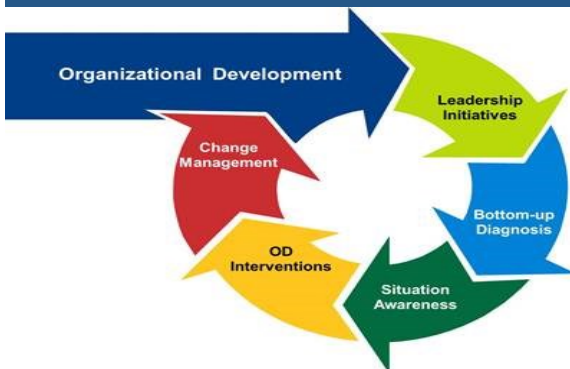 Organizational Development
Leadership
Initiatives
Bottom-up
Diagnosis
Situation
Awareness
OD
Interventions
Change
Management